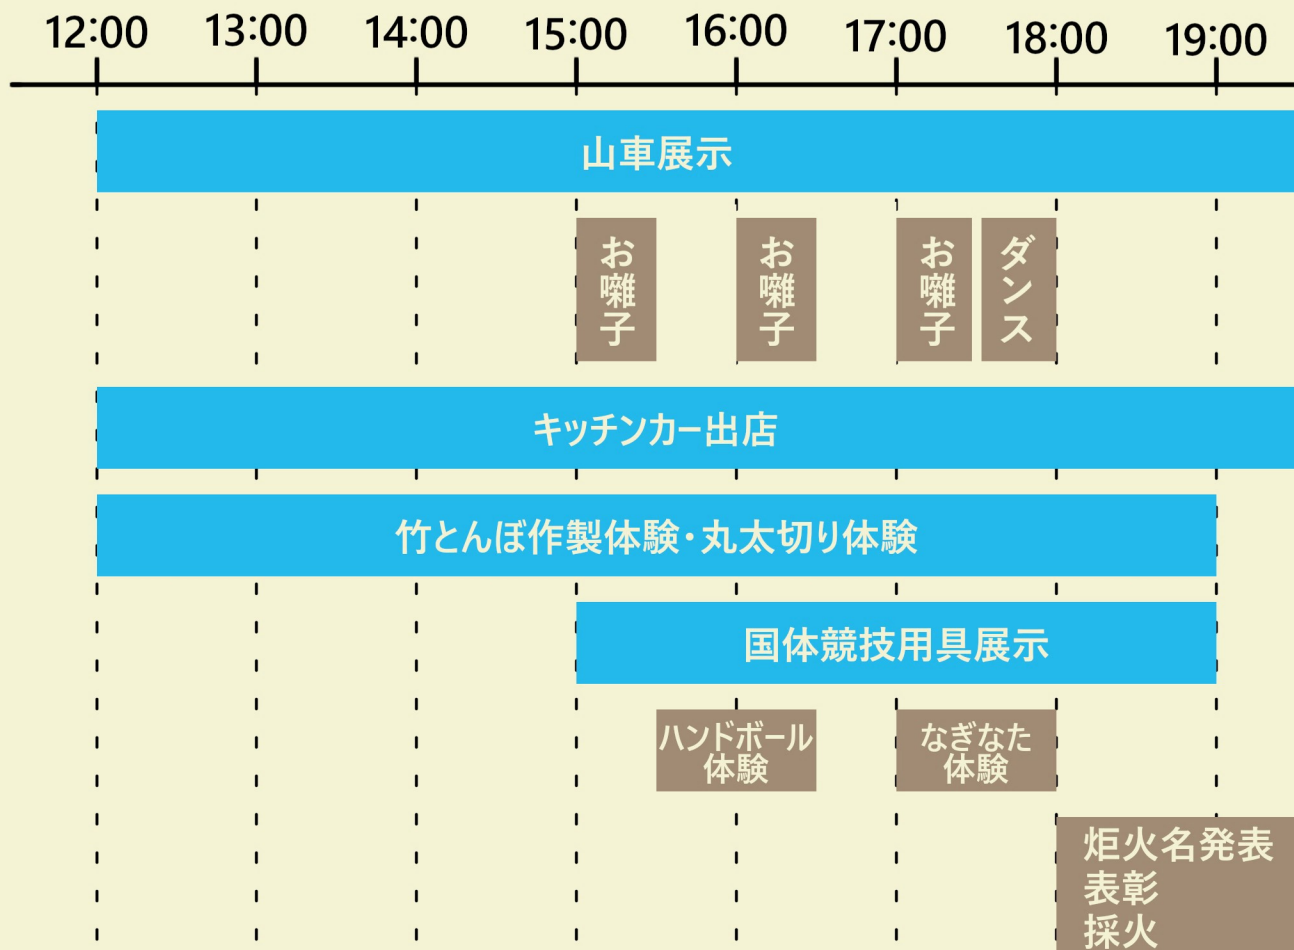 12:00 13:00 14:00 15:00 16:00 17:00 18:00 19:00
山車展示
お囃子
お囃子
お囃子
ダンス
キッチンカー出店
竹とんぼ作製体験・丸太切り体験
国体競技用具展示
ハンドボール
体験
なぎなた
体験
炬火名発表
表彰
採火